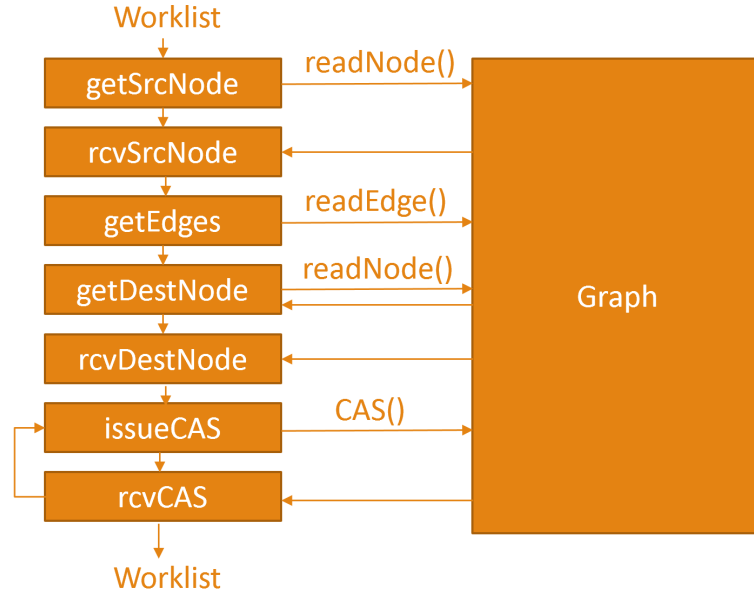 Worklist
getSrcNode
readNode()
rcvSrcNode
getEdges
readEdge()
getDestNode
readNode()
Graph
rcvDestNode
issueCAS
CAS()
rcvCAS
Worklist